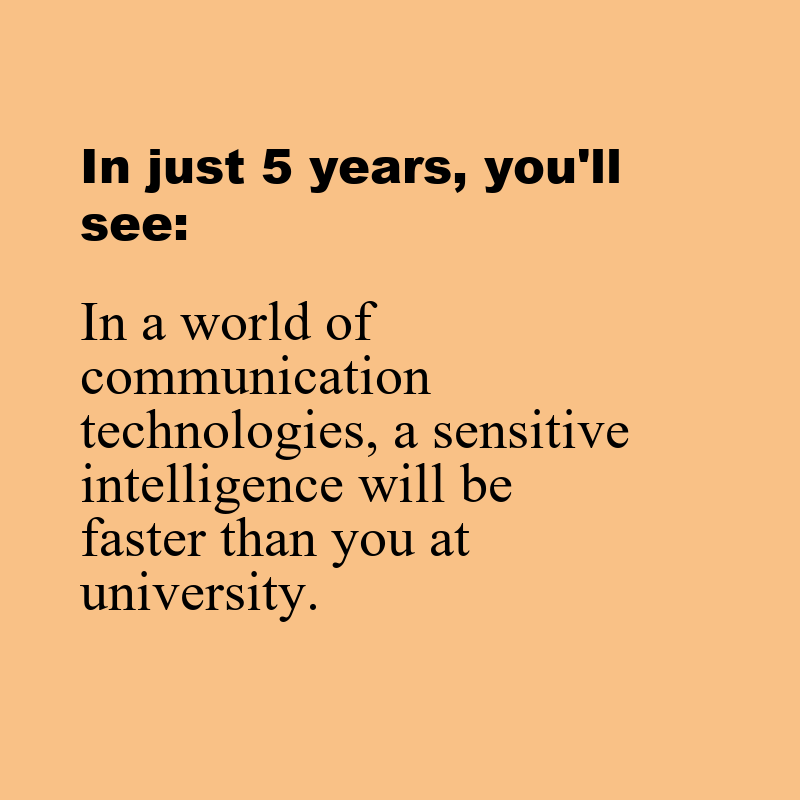 In just 5 years, you'll
see:
In a world of
communication
technologies, a sensitive
intelligence will be
faster than you at
university.